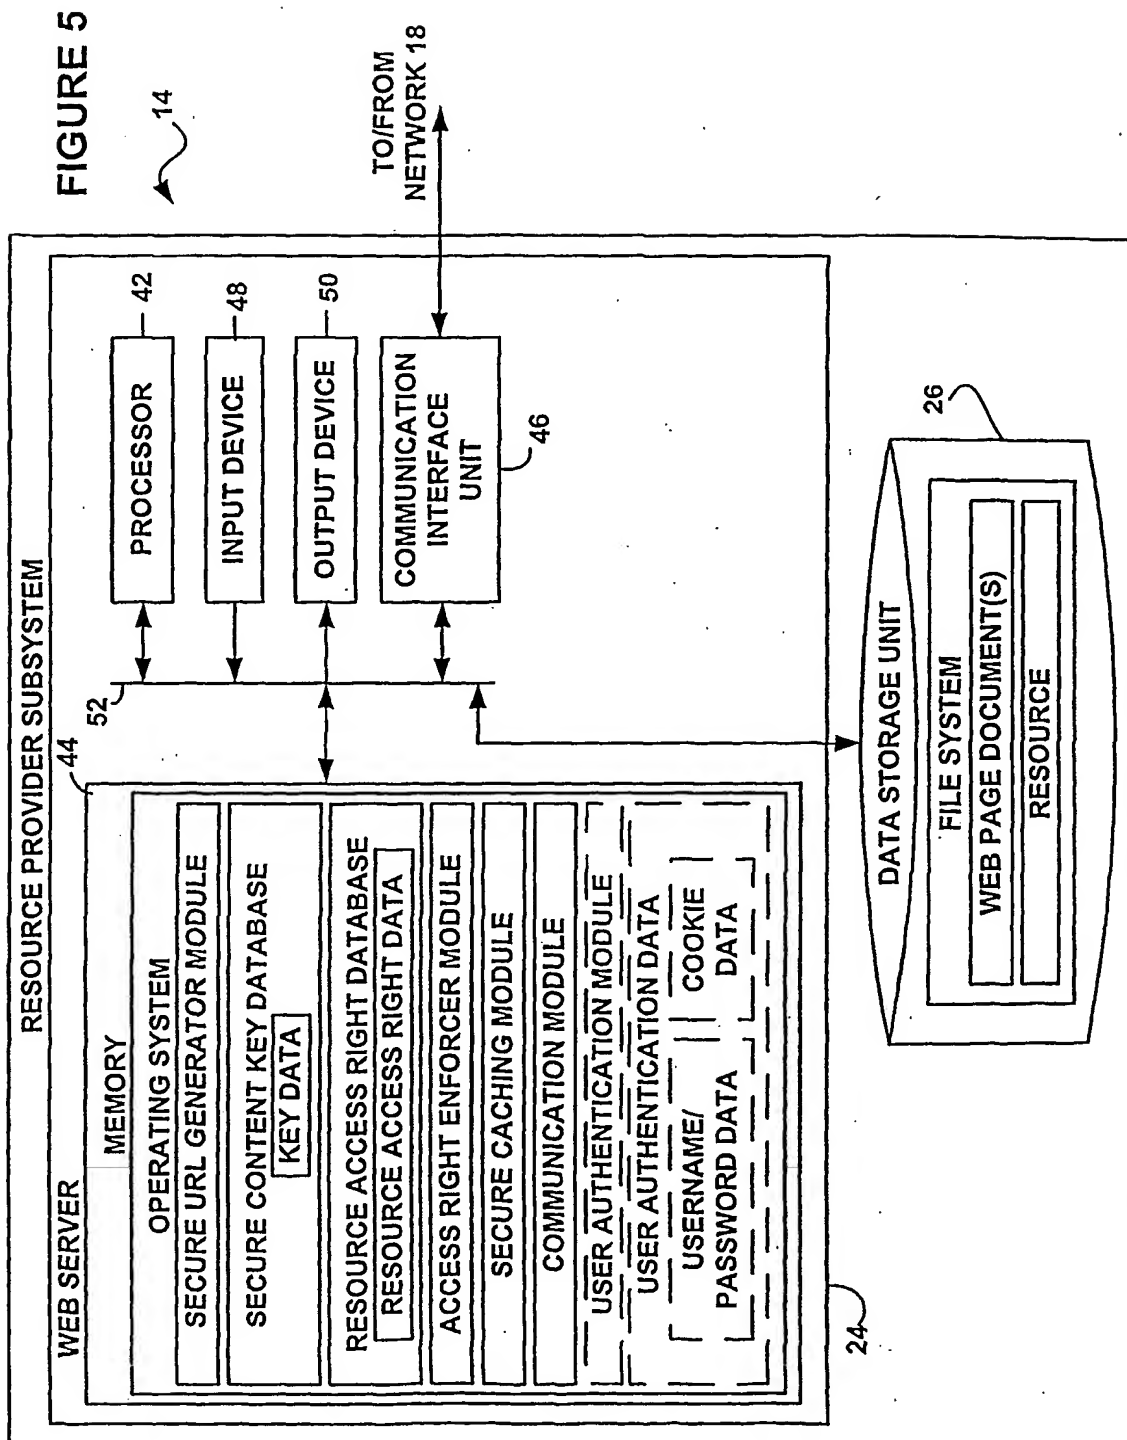 FIGURE 5
14
RESOURCE PROVIDER SUBSYSTEM
WEB SERVER
44
MEMORY
OPERATING SYSTEM
SECURE URL GENERATOR MODULE
SECURE CONTENT KEY DATABASE
KEY DATA
RESOURCE ACCESS RIGHT DATABASE
RESOURCE ACCESS RIGHT DATA
ACCESS RIGHT ENFORCER MODULE
SECURE CACHING MODULE
COMMUNICATION MODULE
USER AUTHENTICATION MODULE
USER AUTHENTICATION DATA
USERNAME/
PASSWORD DATA
COOKIE
DATA
24
52
PROCESSOR
42
INPUT DEVICE
48
OUTPUT DEVICE
50
COMMUNICATION
INTERFACE
UNIT
46
TO/FROM
NETWORK 18
DATA STORAGE UNIT
26
FILE SYSTEM
WEB PAGE DOCUMENT(S)
RESOURCE